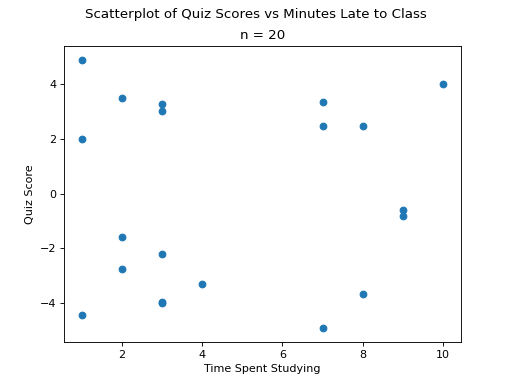 Scatterplot of Quiz Scores vs Minutes Late to Class
n = 20
4
2
0
−2
−4
Quiz Score
2 4 6 8 10
Time Spent Studying